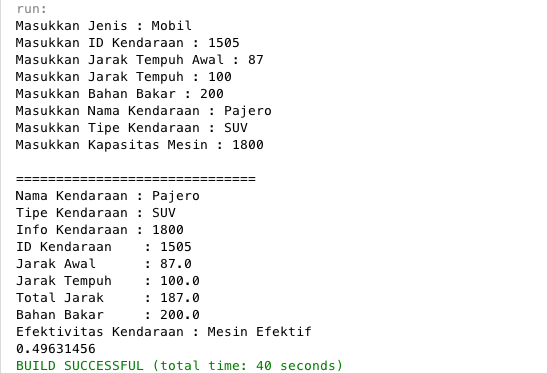 run:
Masukkan Jenis : Mobil
Masukkan ID Kendaraan : 1505
Masukkan Jarak Tempuh Awal : 87
Masukkan Jarak Tempuh : 100
Masukkan Bahan Bakar : 200
Masukkan Nama Kendaraan : Pajero
Masukkan Tipe Kendaraan : SUV
Masukkan Kapasitas Mesin : 1800
==============================
Nama Kendaraan : Pajero
Tipe Kendaraan : SUV
Info Kendaraan : 1800
ID Kendaraan    : 1505
Jarak Awal      : 87.0
Jarak Tempuh    : 100.0
Total Jarak     : 187.0
Bahan Bakar     : 200.0
Efektivitas Kendaraan : Mesin Efektif
0.49631456
BUILD SUCCESSFUL (total time: 40 seconds)